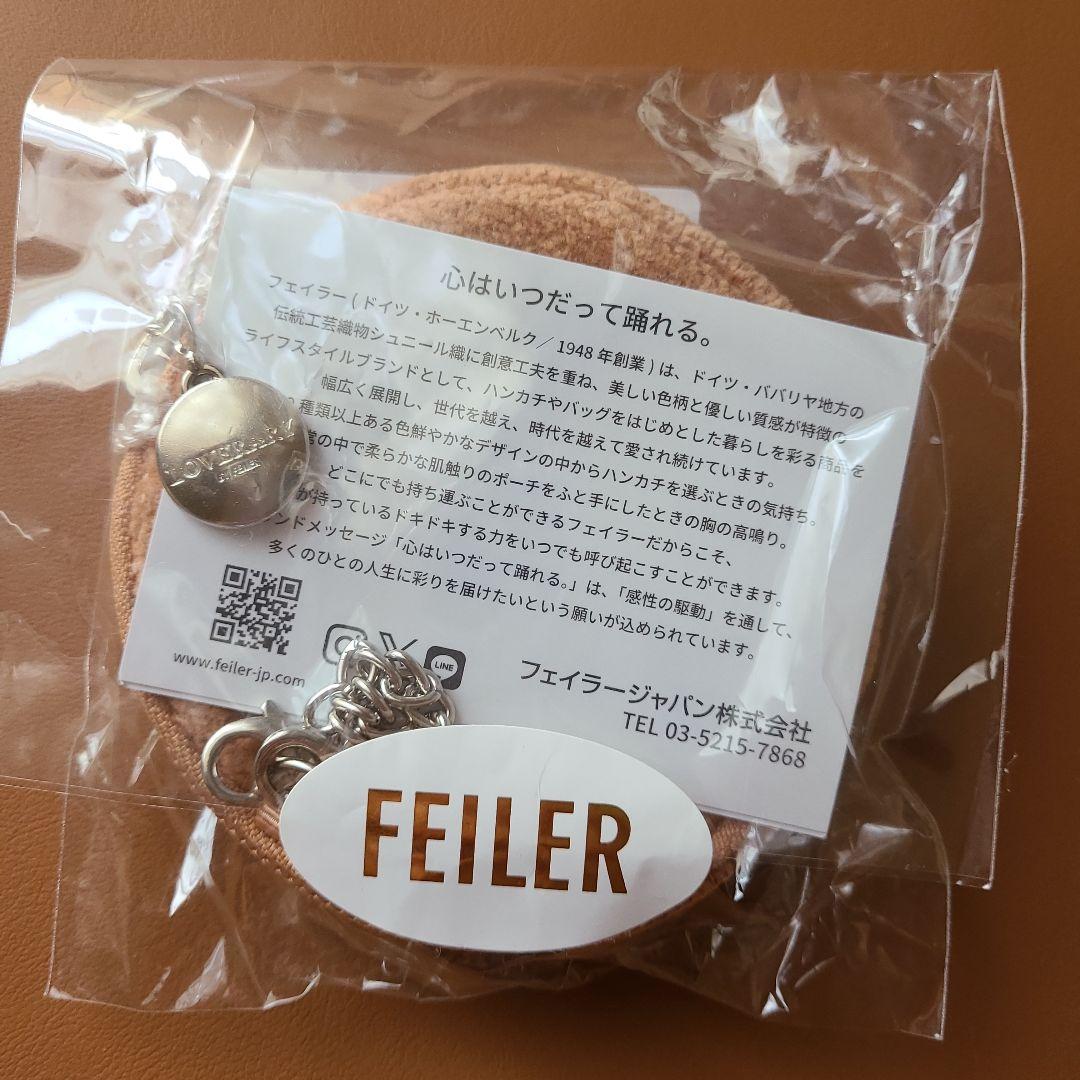 心はいつだって踊れる。
フェイラー(ドイツ・ホーエンベルク／1948年創業)は、ドイツ・ババリヤ地方の
伝統工芸織物シュニール織に創意工夫を重ね、美しい色柄と優しい質感が特徴の
ライフスタイルブランドとして、ハンカチやバッグをはじめとした暮らしを彩る商品を
幅広く展開し、世代を越え、時代を越えて愛され続けています。
種類以上ある色鮮やかなデザインの中からハンカチを選ぶときの気持ち。
の中で柔らかな肌触りのポーチをふと手にしたときの胸の高鳴り。
どこにでも持ち運ぶことができるフェイラーだからこそ、
が持っているドキドキする力をいつでも呼び起こすことができます。
ンドメッセージ「心はいつだって踊れる。」は、「感性の駆動」を通して、
多くのひとの人生に彩りを届けたいという願いが込められています。
www.feiler-jp.com
LINE
フェイラージャパン株式会社
TEL 03-5215-7868
FEILER